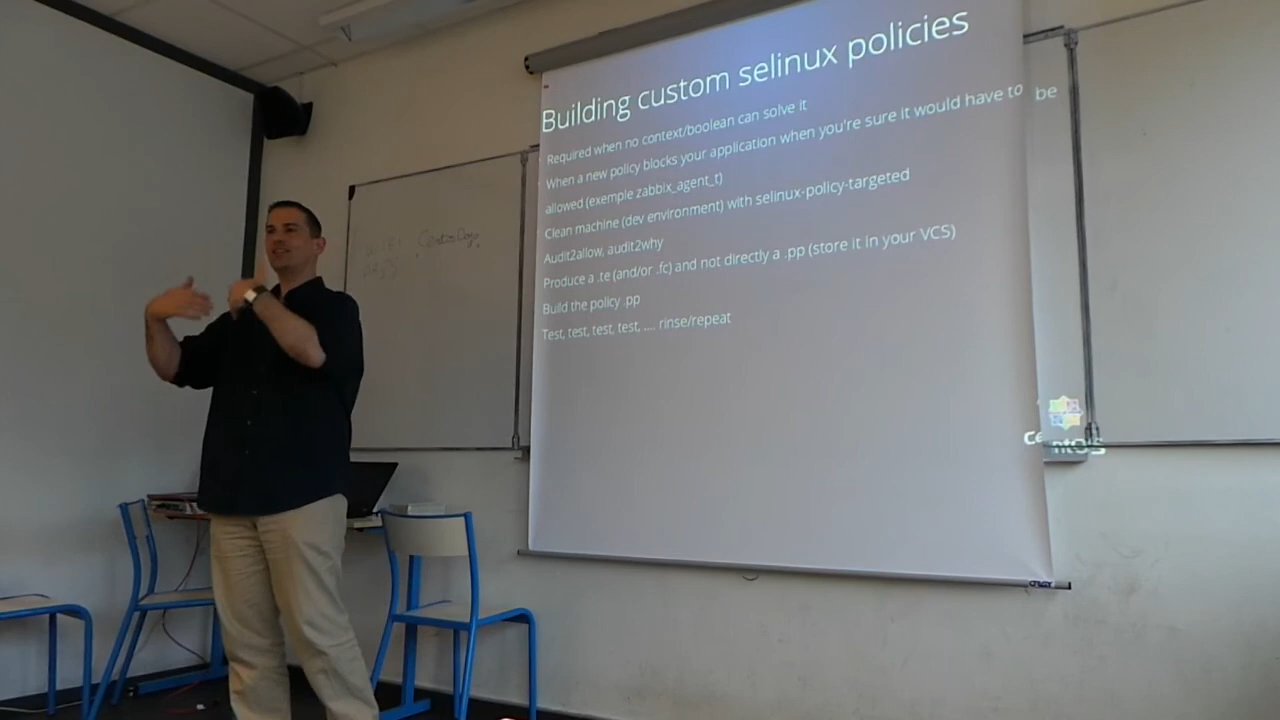 Building custom selinux policies
Required when no context/boolean can solve it
When a new policy blocks your application when you're sure it would have to be
allowed (exemple zabbix_agent_t)
Clean machine (dev environment) with selinux-policy-targeted
Audit2allow, audit2why
Produce a .te (and/or .fc) and not directly a .pp (store it in your VCS)
Build the policy .pp
Test, test, test, test, .... rinse/repeat
CentOS